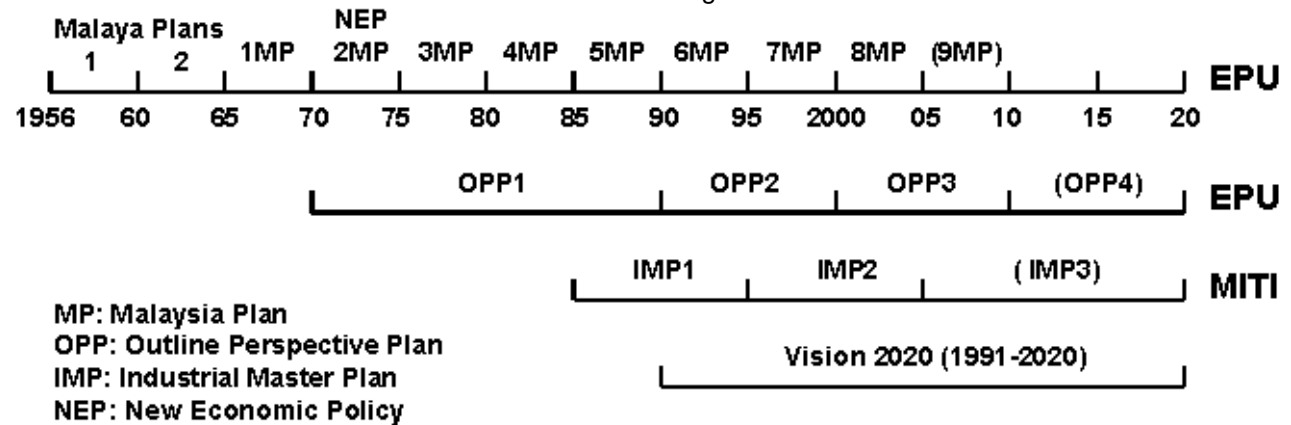 NEP
Malaya Plans
1 2 1MP 2MP 3MP 4MP 5MP 6MP 7MP 8MP (9MP)
EPU
1956 60 65 70 75 80 85 90 95 2000 05 10 15 20
OPP1 OPP2 OPP3 (OPP4)
EPU
IMP1 IMP2 ( IMP3)
MITI
MP: Malaysia Plan
OPP: Outline Perspective Plan
IMP: Industrial Master Plan
NEP: New Economic Policy
Vision 2020 (1991-2020)